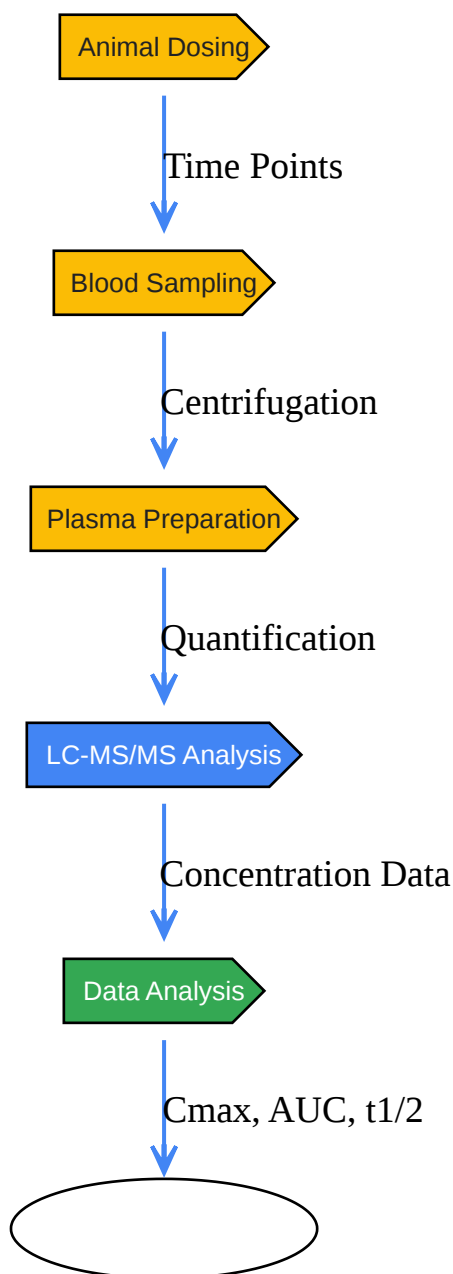 Animal Dosing
Time Points
Blood Sampling
Centrifugation
Plasma Preparation
Quantification
LC-MS/MS Analysis
Concentration Data
Data Analysis
Cmax, AUC, t1/2